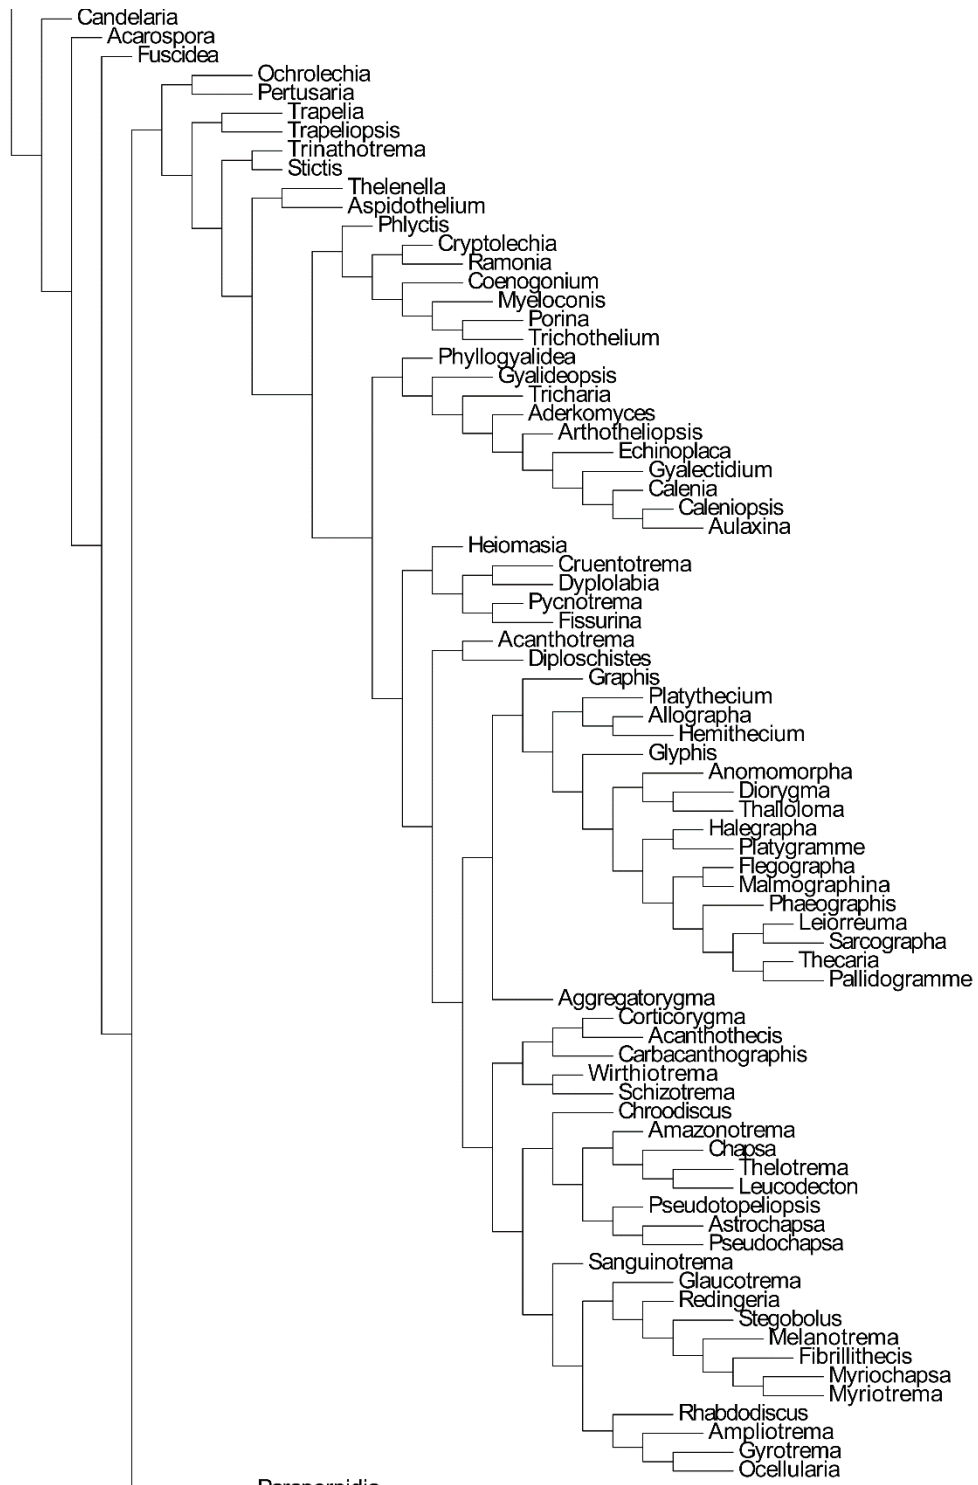 Candelaria
Acarospora
Fuscidea
Ochrolechia
Pertusaria
Trapelia
Trapeliopsis
Trinathotrema
Stictis
Thelenella
Aspidothelium
Phlyctis
Cryptolechia
Ramonia
Coenogonium
Myeloconis
Porina
Trichothelium
Phyllogyalidea
Gyalideopsis
Tricharia
Aderkomyces
Arthotheliopsis
Echinoplaca
Gyalectidium
Calenia
Caleniopsis
Aulaxina
Heiomasia
Cruentotrema
Dyplolabia
Pycnotrema
Fissurina
Acanthotrema
Diploschistes
Graphis
Platythecium
Allographa
Hemithecium
Glyphis
Anomomorpha
Diorygma
Thalloloma
Halegrapha
Platygramme
Flegographa
Malmographina
Phaeographis
Leiorreuma
Sarcographa
Thecaria
Pallidogramme
Aggregatorygma
Corticorygma
Acanthothecis
Carbacanthographis
Wirthiotrema
Schizotrema
Chroodiscus
Amazonotrema
Chapsa
Thelotrema
Leucodecton
Pseudotopeliopsis
Astrochapsa
Pseudochapsa
Sanguinotrema
Glaucotrema
Redingeria
Stegobolus
Melanotrema
Fibrillithecis
Myriochapsa
Myriotrema
Rhabdodiscus
Ampliotrema
Gyrotrema
Ocellularia